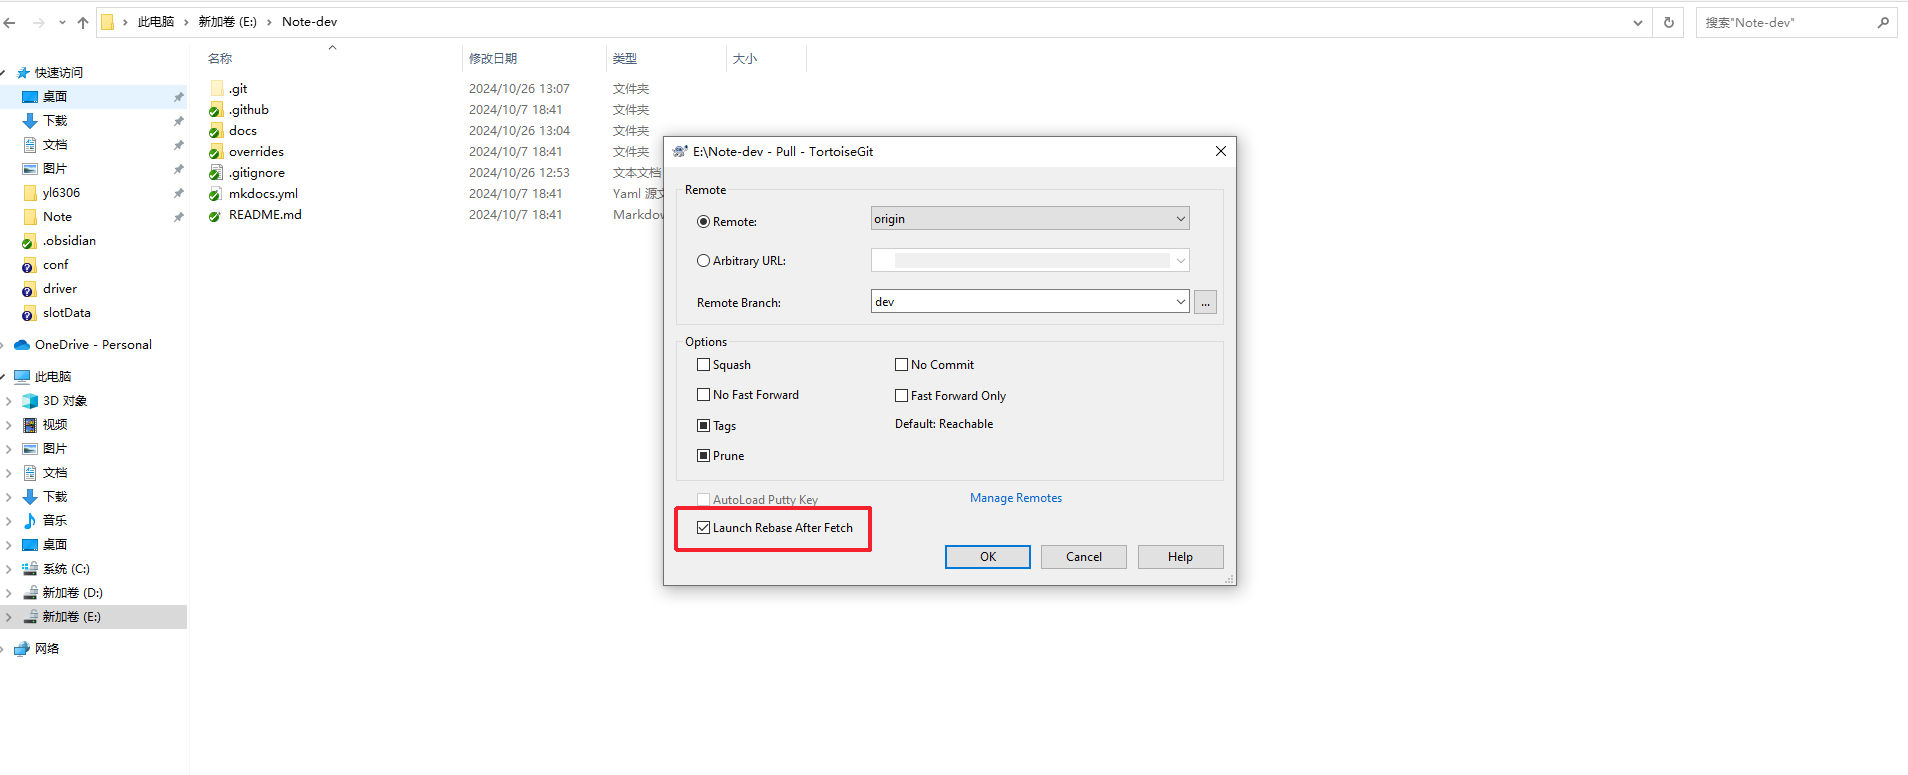 此电脑 › 新加卷 (E:) › Note-dev
搜索"Note-dev"
名称 修改日期 类型 大小
.git 2024/10/26 13:07 文件夹
.github 2024/10/7 18:41 文件夹
docs 2024/10/26 13:04 文件夹
overrides 2024/10/7 18:41 文件夹
.gitignore 2024/10/26 12:53 文本文档
mkdocs.yml 2024/10/7 18:41 Yaml 源文
README.md 2024/10/7 18:41 Markdow
快速访问
桌面
下载
文档
图片
yl6306
Note
.obsidian
conf
driver
slotData
OneDrive - Personal
此电脑
3D 对象
视频
图片
文档
下载
音乐
桌面
系统 (C:)
新加卷 (D:)
新加卷 (E:)
网络
E:\Note-dev - Pull - TortoiseGit
Remote
Remote: origin
Arbitrary URL:
Remote Branch: dev ...
Options
Squash No Commit
No Fast Forward Fast Forward Only
Tags Default: Reachable
Prune
AutoLoad Putty Key Manage Remotes
Launch Rebase After Fetch
OK Cancel Help